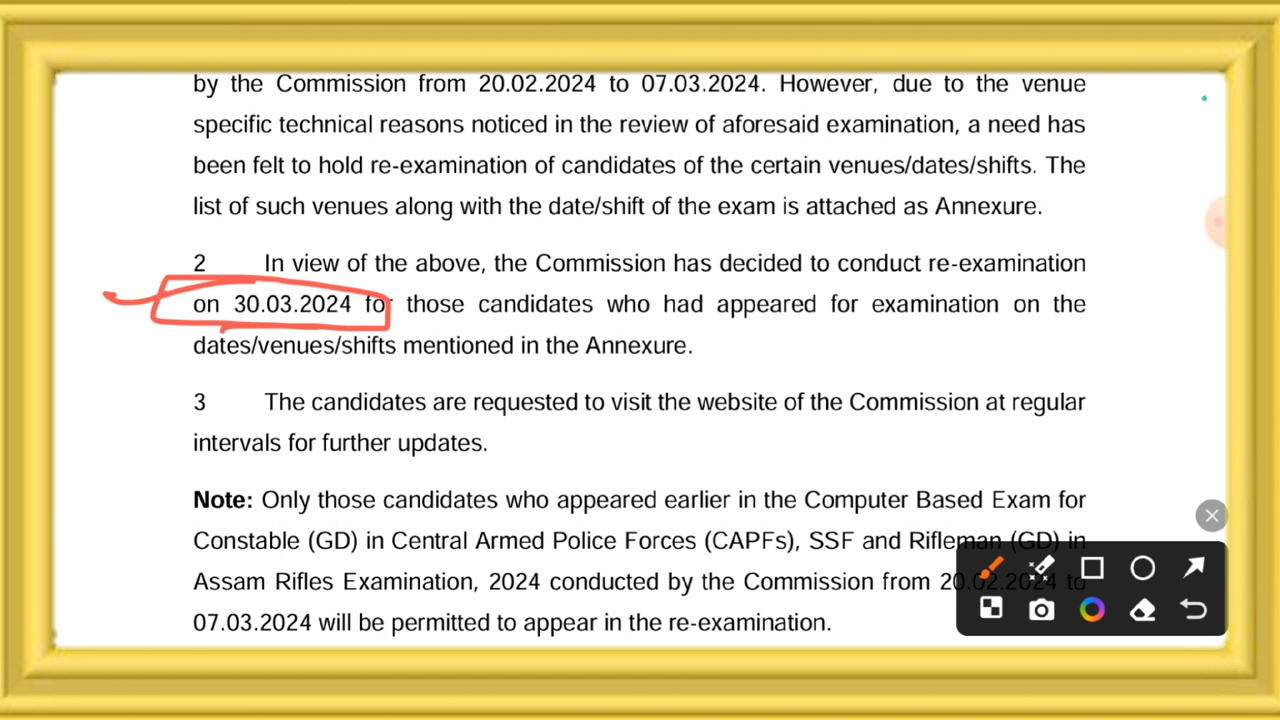 by the Commission from 20.02.2024 to 07.03.2024. However, due to the venue
specific technical reasons noticed in the review of aforesaid examination, a need has
been felt to hold re-examination of candidates of the certain venues/dates/shifts. The
list of such venues along with the date/shift of the exam is attached as Annexure.
2 In view of the above, the Commission has decided to conduct re-examination
on 30.03.2024 for those candidates who had appeared for examination on the
dates/venues/shifts mentioned in the Annexure.
3 The candidates are requested to visit the website of the Commission at regular
intervals for further updates.
Note: Only those candidates who appeared earlier in the Computer Based Exam for
Constable (GD) in Central Armed Police Forces (CAPFs), SSF and Rifleman (GD) in
Assam Rifles Examination, 2024 conducted by the Commission from 20.02.2024 to
07.03.2024 will be permitted to appear in the re-examination.